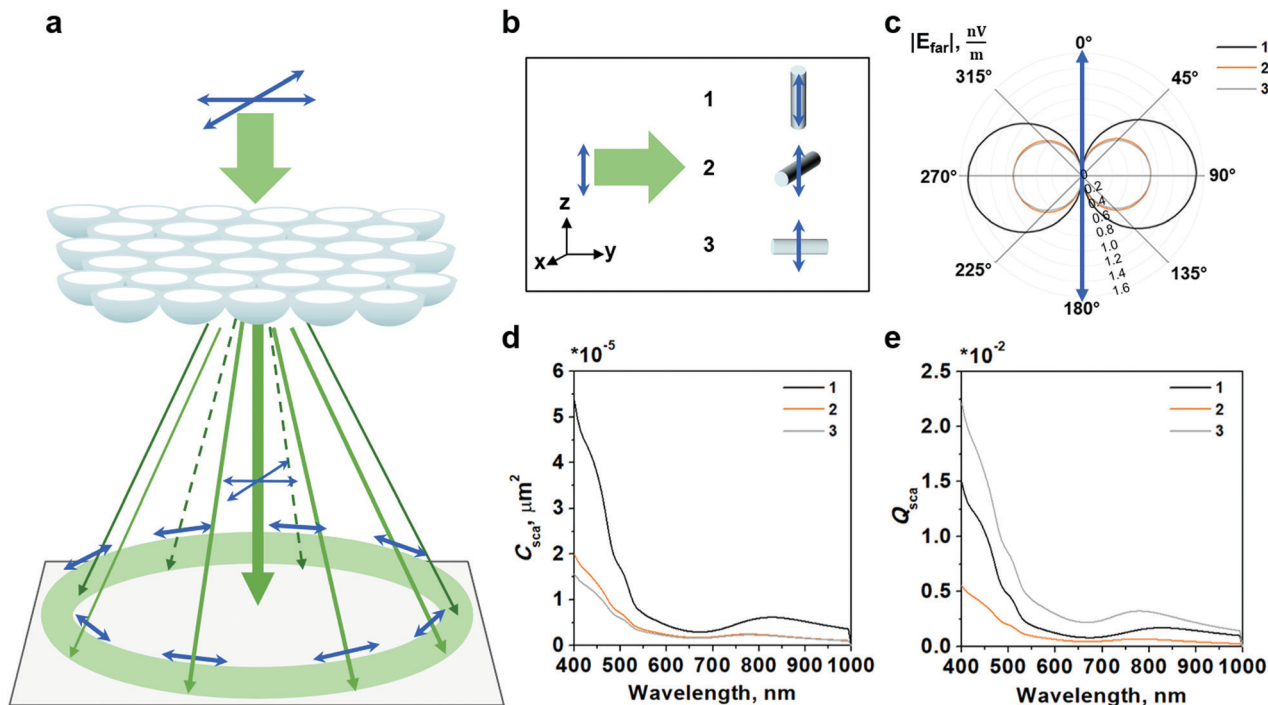 a
b
1
2
3
z
x
y
c
|E_far|, nV/m
0°
45°
90°
135°
180°
225°
270°
315°
0
0.2
0.4
0.6
0.8
1.0
1.2
1.4
1.6
1
2
3
d
*10^-5
6
5
4
3
2
1
0
C_sca, μm²
400 500 600 700 800 900 1000
Wavelength, nm
1
2
3
e
*10^-2
2.5
2.0
1.5
1.0
0.5
0.0
Q_sca
400 500 600 700 800 900 1000
Wavelength, nm
1
2
3